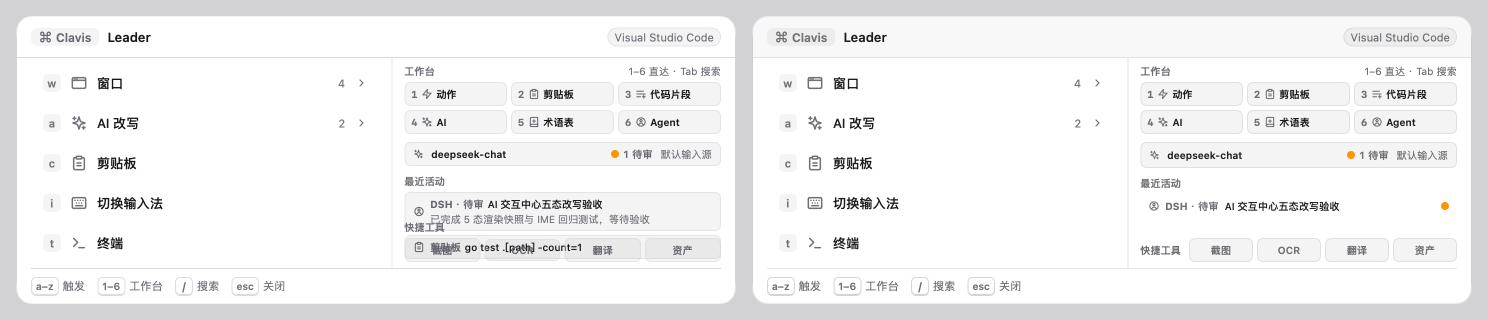 ⌘ Clavis Leader Visual Studio Code
w 窗口 4
a AI 改写 2
c 剪贴板
i 切换输入法
t 终端
工作台 1–6 直达 · Tab 搜索
1 动作 2 剪贴板 3 代码片段
4 AI 5 术语表 6 Agent
deepseek-chat 1 待审 默认输入源
最近活动
DSH · 待审 AI 交互中心五态改写验收
已完成 5 态渲染快照与 IME 回归测试，等待验收
快捷工具
剪贴板 go test ./[path] -count=1
截图 OCR 翻译 资产
a–z 触发 1–6 工作台 / 搜索 esc 关闭
⌘ Clavis Leader Visual Studio Code
w 窗口 4
a AI 改写 2
c 剪贴板
i 切换输入法
t 终端
工作台 1–6 直达 · Tab 搜索
1 动作 2 剪贴板 3 代码片段
4 AI 5 术语表 6 Agent
deepseek-chat 1 待审 默认输入源
最近活动
DSH · 待审 AI 交互中心五态改写验收
快捷工具 截图 OCR 翻译 资产
a–z 触发 1–6 工作台 / 搜索 esc 关闭